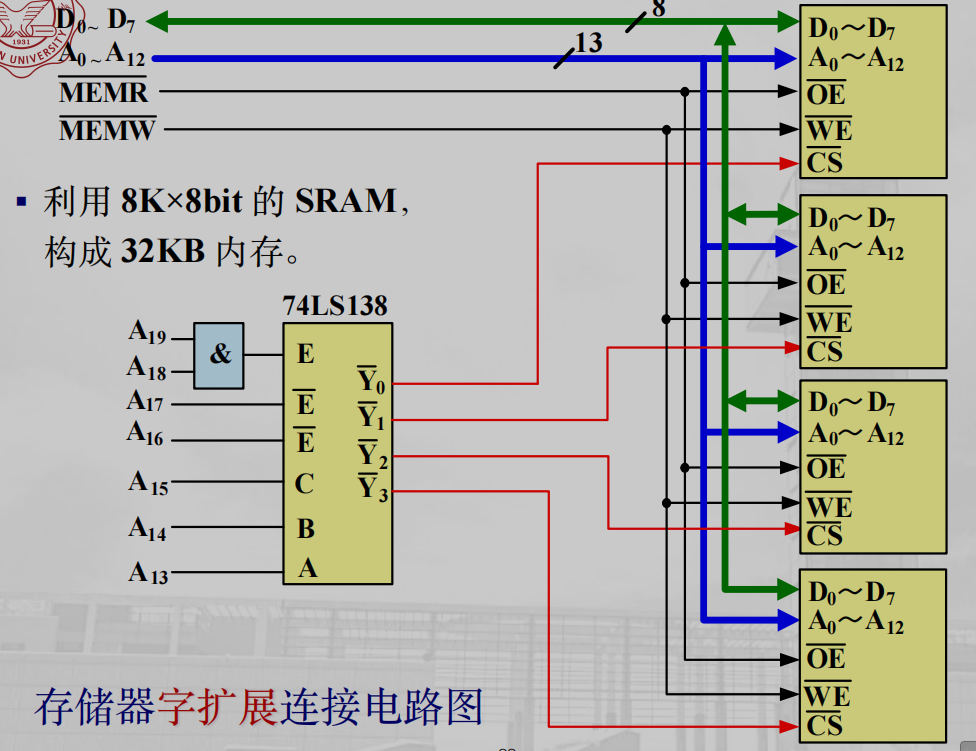 1931
N UNIVERSITY
D0~ D7
8
A0~ A12
13
MEMR
MEMW
▪ 利用 8K×8bit 的 SRAM，
构成 32KB 内存。
74LS138
A19
A18
&
A17
A16
A15
A14
A13
E
E
E
C
B
A
Y0
Y1
Y2
Y3
D0～D7
A0～A12
OE
WE
CS
D0～D7
A0～A12
OE
WE
CS
D0～D7
A0～A12
OE
WE
CS
D0～D7
A0～A12
OE
WE
CS
存储器字扩展连接电路图